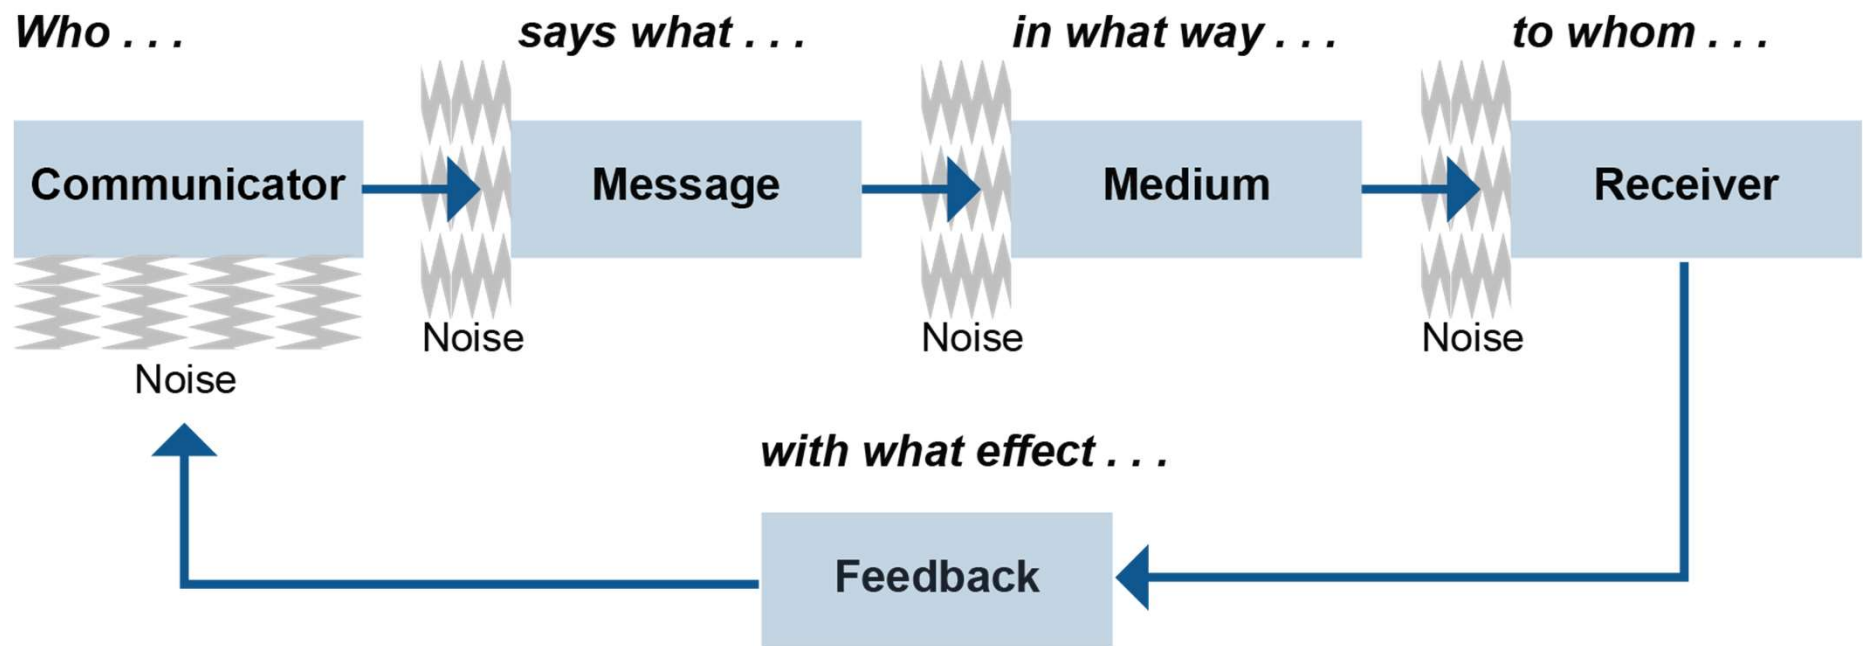 Who . . .
says what . . .
in what way . . .
to whom . . .
Communicator
Message
Medium
Receiver
Noise
Noise
Noise
Noise
with what effect . . .
Feedback